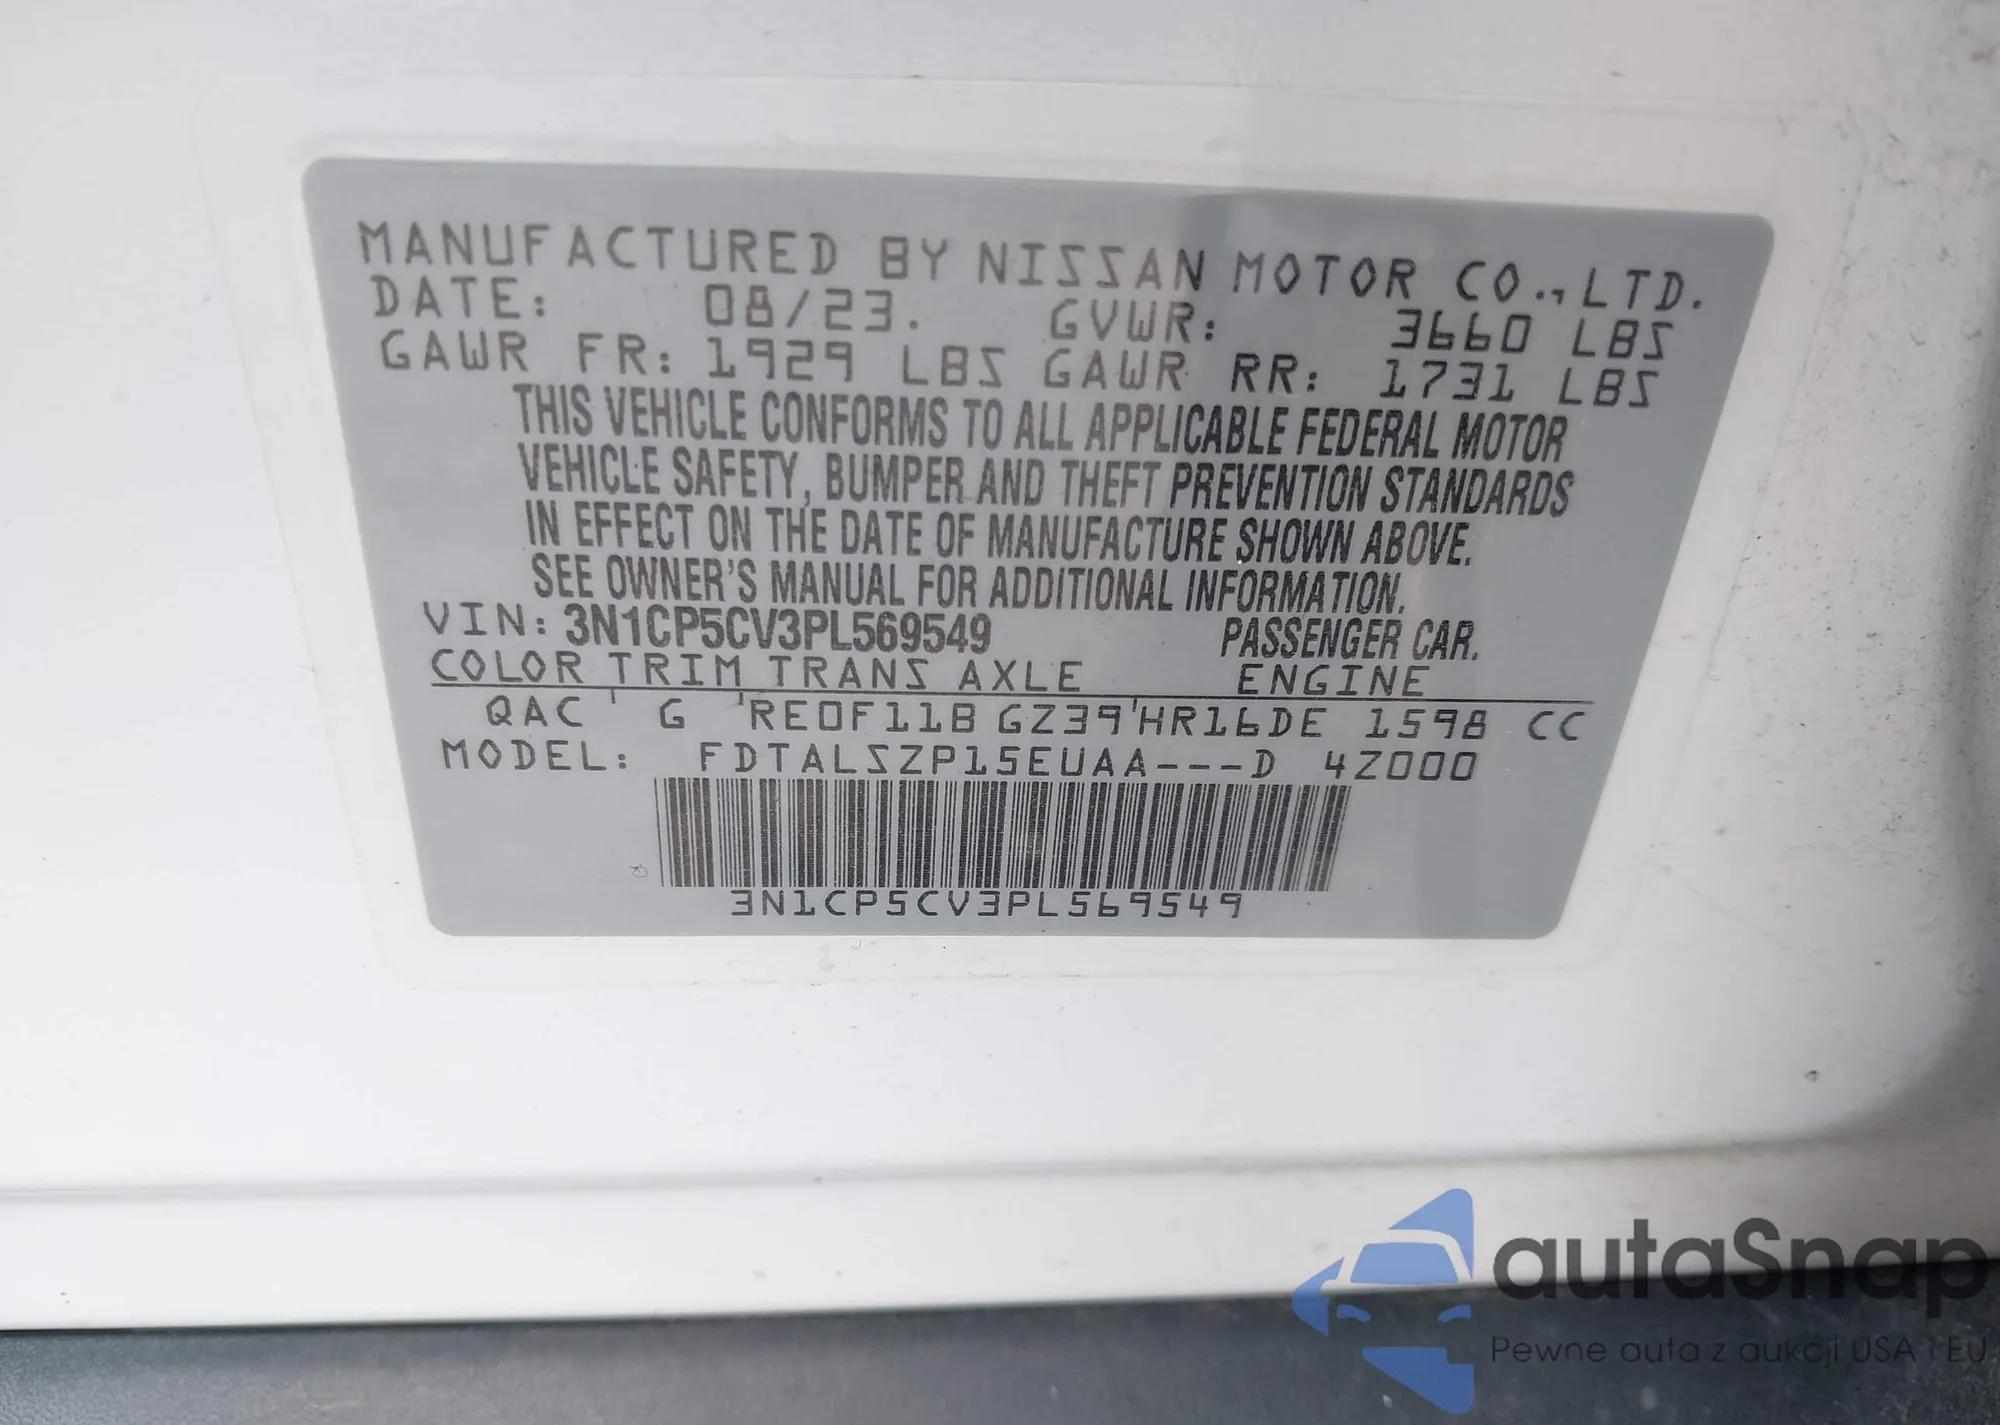 MANUFACTURED BY NISSAN MOTOR CO., LTD.
DATE: 08/23. GVWR: 3660 LBS
GAWR FR: 1929 LBS GAWR RR: 1731 LBS
THIS VEHICLE CONFORMS TO ALL APPLICABLE FEDERAL MOTOR
VEHICLE SAFETY, BUMPER AND THEFT PREVENTION STANDARDS
IN EFFECT ON THE DATE OF MANUFACTURE SHOWN ABOVE.
SEE OWNER'S MANUAL FOR ADDITIONAL INFORMATION.
VIN: 3N1CP5CV3PL569549 PASSENGER CAR.
COLOR TRIM TRANS AXLE ENGINE
QAC ' G 'RE0F11B GZ39'HR16DE 1598 CC
MODEL: FDTALSZP15EUAA---D 4Z000
3N1CP5CV3PL569549
autaSnap
Pewne auta z aukcji USA i EU